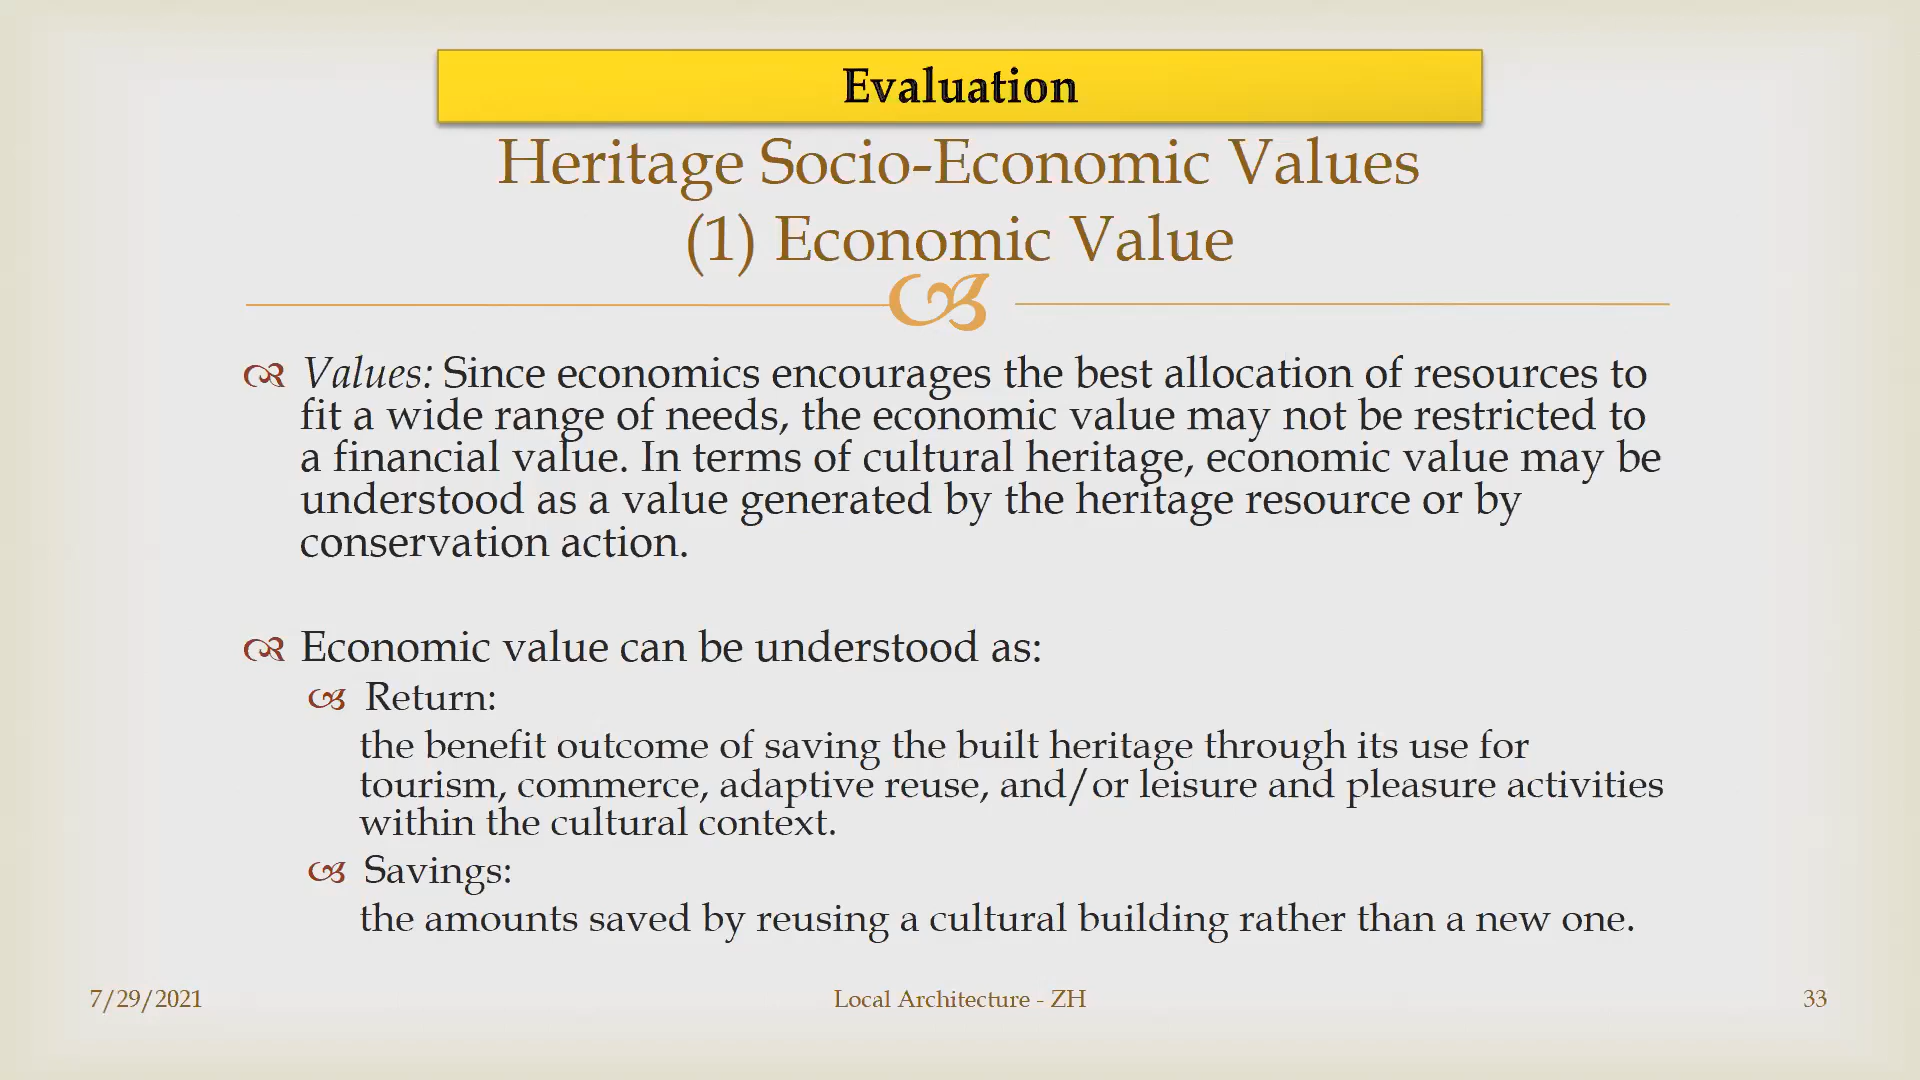 Evaluation
Heritage Socio-Economic Values
(1) Economic Value
Values: Since economics encourages the best allocation of resources to
fit a wide range of needs, the economic value may not be restricted to
a financial value. In terms of cultural heritage, economic value may be
understood as a value generated by the heritage resource or by
conservation action.
Economic value can be understood as:
Return:
the benefit outcome of saving the built heritage through its use for
tourism, commerce, adaptive reuse, and/or leisure and pleasure activities
within the cultural context.
Savings:
the amounts saved by reusing a cultural building rather than a new one.
7/29/2021
Local Architecture - ZH
33